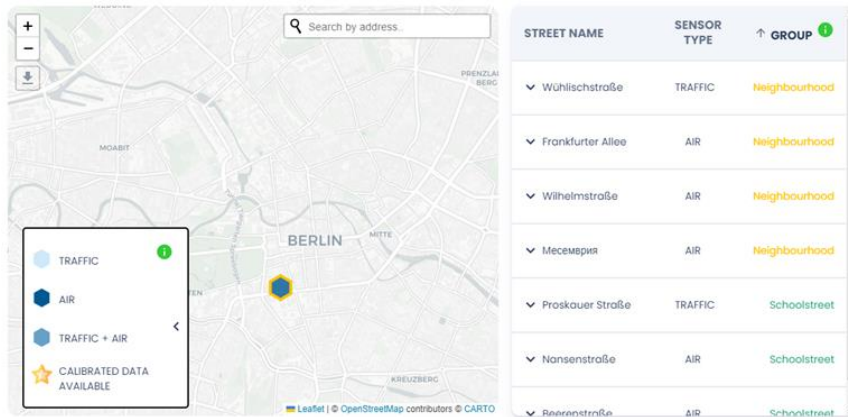 +
−
Search by address..
WEDDING
PRENZLAU
BERG
MOABIT
BERLIN
MITTE
TEN
KREUZBERG
TRAFFIC
AIR
TRAFFIC + AIR
CALIBRATED DATA
AVAILABLE
Leaflet | © OpenStreetMap contributors © CARTO
STREET NAME
SENSOR
TYPE
↑ GROUP
Wühlischstraße TRAFFIC Neighbourhood
Frankfurter Allee AIR Neighbourhood
Wilhelmstraße AIR Neighbourhood
Месемврия AIR Neighbourhood
Proskauer Straße TRAFFIC Schoolstreet
Nansenstraße AIR Schoolstreet
Beerenstraße AIR Schoolstreet